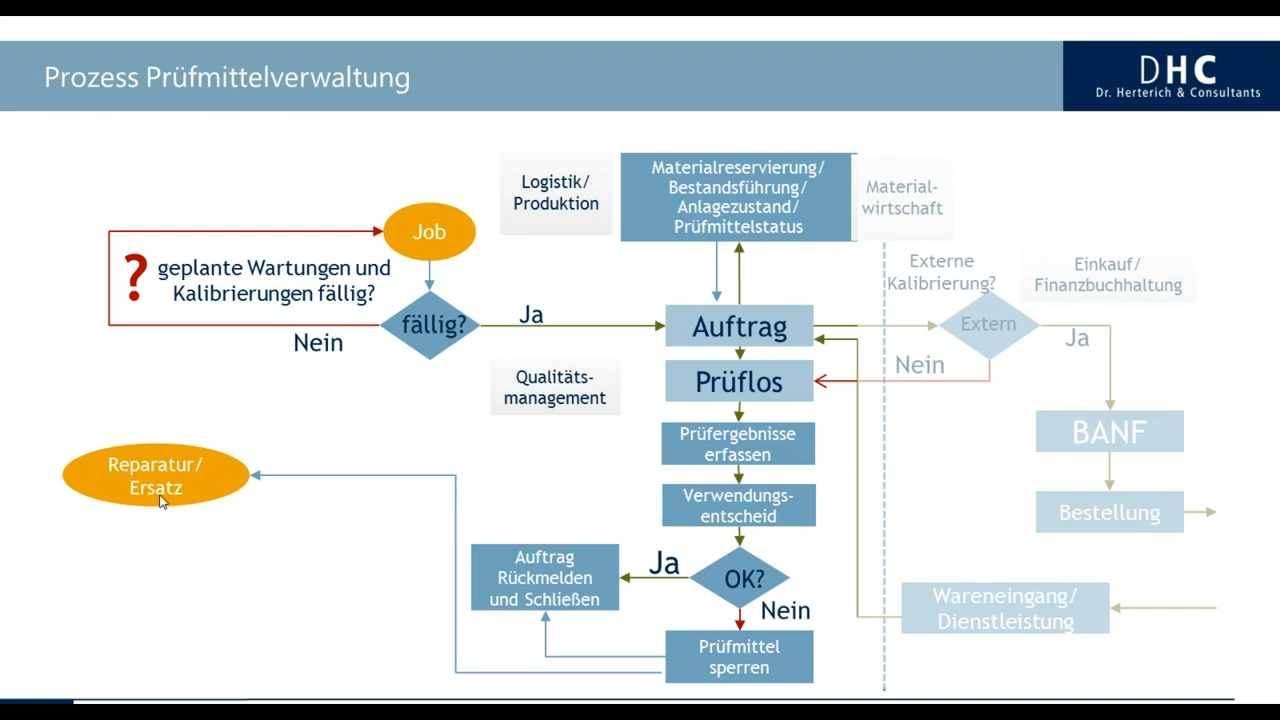 Prozess Prüfmittelverwaltung
DHC
Dr. Herterich & Consultants
Logistik/
Produktion
Materialreservierung/
Bestandsführung/
Anlagezustand/
Prüfmittelstatus
Material-
wirtschaft
Job
? geplante Wartungen und
Kalibrierungen fällig?
Externe
Kalibrierung?
Einkauf/
Finanzbuchhaltung
fällig?
Ja
Nein
Auftrag
Extern
Ja
Nein
Qualitäts-
management
Prüflos
Prüfergebnisse
erfassen
BANF
Reparatur/
Ersatz
Verwendungs-
entscheid
Bestellung
Auftrag
Rückmelden
und Schließen
Ja
OK?
Nein
Wareneingang/
Dienstleistung
Prüfmittel
sperren